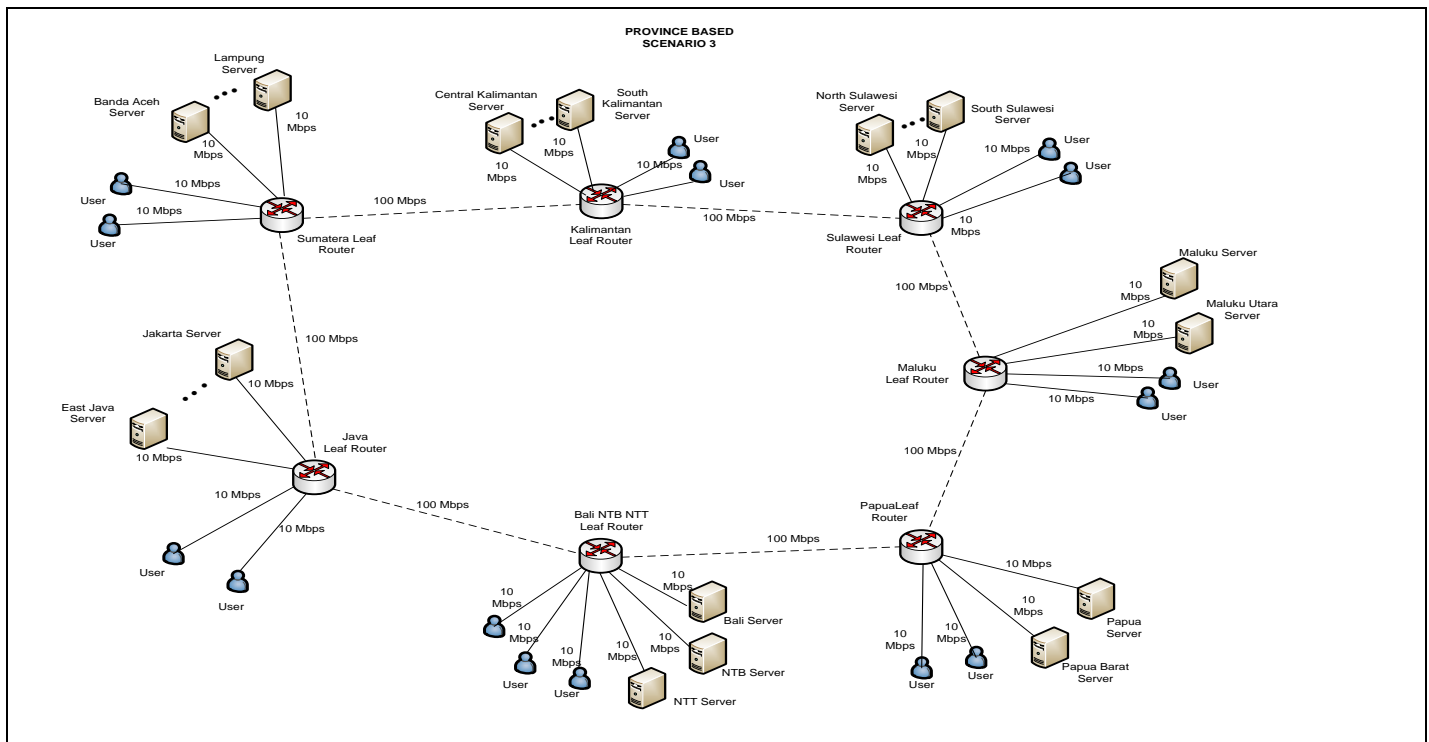 PROVINCE BASED
SCENARIO 3
Lampung
Server
Banda Aceh
Server
10
Mbps
10
Mbps
10 Mbps
User
10 Mbps
User
Sumatera Leaf
Router
100 Mbps
Central Kalimantan
Server
South
Kalimantan
Server
10
Mbps
10
Mbps
User
10 Mbps
User
Kalimantan
Leaf Router
100 Mbps
North Sulawesi
Server
South Sulawesi
Server
10
Mbps
10
Mbps
10 Mbps
User
User
10
Mbps
Sulawesi Leaf
Router
100 Mbps
Maluku Server
10
Mbps
Maluku Utara
Server
10
Mbps
Maluku
Leaf Router
10 Mbps
User
10 Mbps
User
100 Mbps
100 Mbps
Jakarta Server
10 Mbps
East Java
Server
10 Mbps
Java
Leaf Router
10 Mbps
10 Mbps
User
User
100 Mbps
Bali NTB NTT
Leaf Router
100 Mbps
10
Mbps
10
Mbps
10
Mbps
User
User
10
Mbps
10
Mbps
10
Mbps
Bali Server
NTB Server
NTT Server
PapuaLeaf
Router
10 Mbps
10
Mbps
10
Mbps
10
Mbps
User
User
Papua
Server
Papua Barat
Server